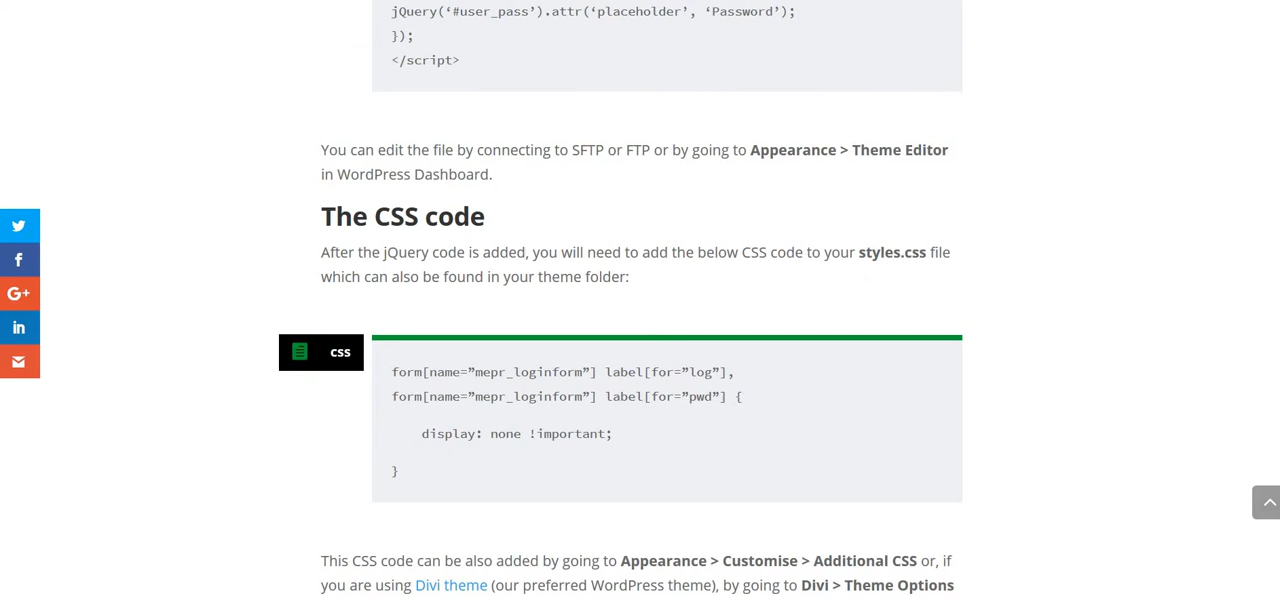 jQuery(‘#user_pass’).attr(‘placeholder’, ‘Password’);
});
</script>
You can edit the file by connecting to SFTP or FTP or by going to Appearance > Theme Editor
in WordPress Dashboard.
The CSS code
After the jQuery code is added, you will need to add the below CSS code to your styles.css file
which can also be found in your theme folder:
css
form[name=”mepr_loginform”] label[for=”log”],
form[name=”mepr_loginform”] label[for=”pwd”] {
display: none !important;
}
This CSS code can be also added by going to Appearance > Customise > Additional CSS or, if
you are using Divi theme (our preferred WordPress theme), by going to Divi > Theme Options